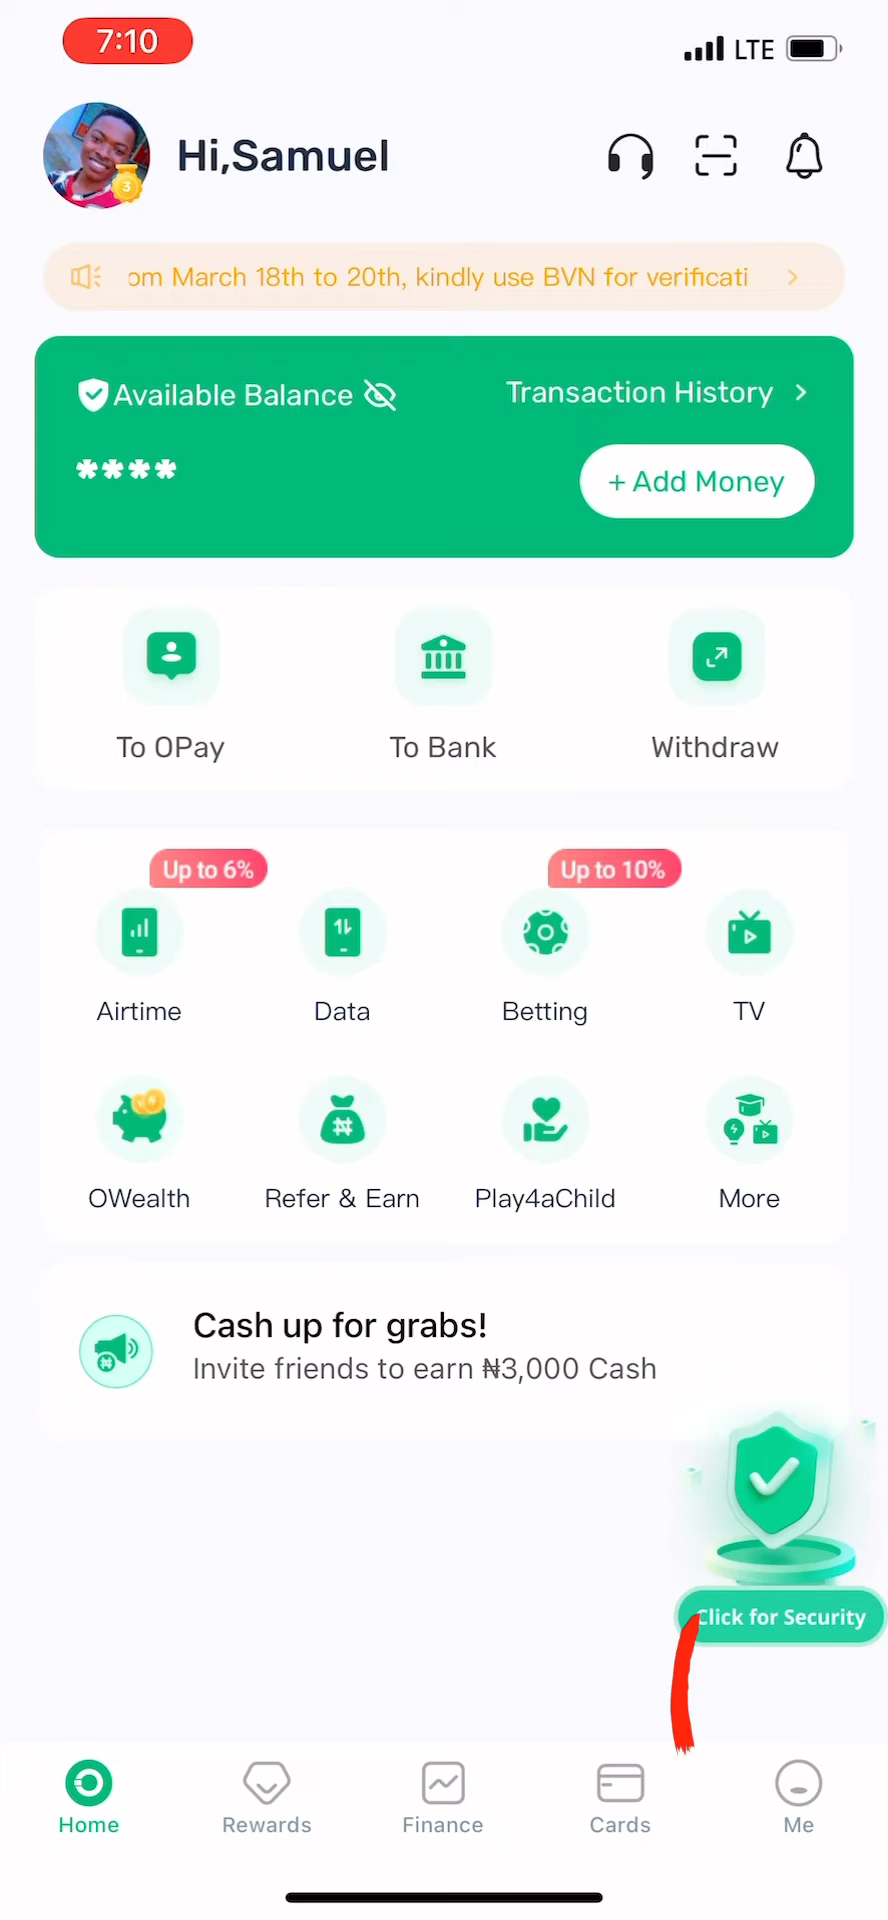 7:10
LTE
3
Hi,Samuel
om March 18th to 20th, kindly use BVN for verificati
Available Balance
Transaction History
****
+ Add Money
To OPay
To Bank
Withdraw
Up to 6%
Up to 10%
Airtime
Data
Betting
TV
OWealth
Refer & Earn
Play4aChild
More
Cash up for grabs!
Invite friends to earn ₦3,000 Cash
Click for Security
Home
Rewards
Finance
Cards
Me